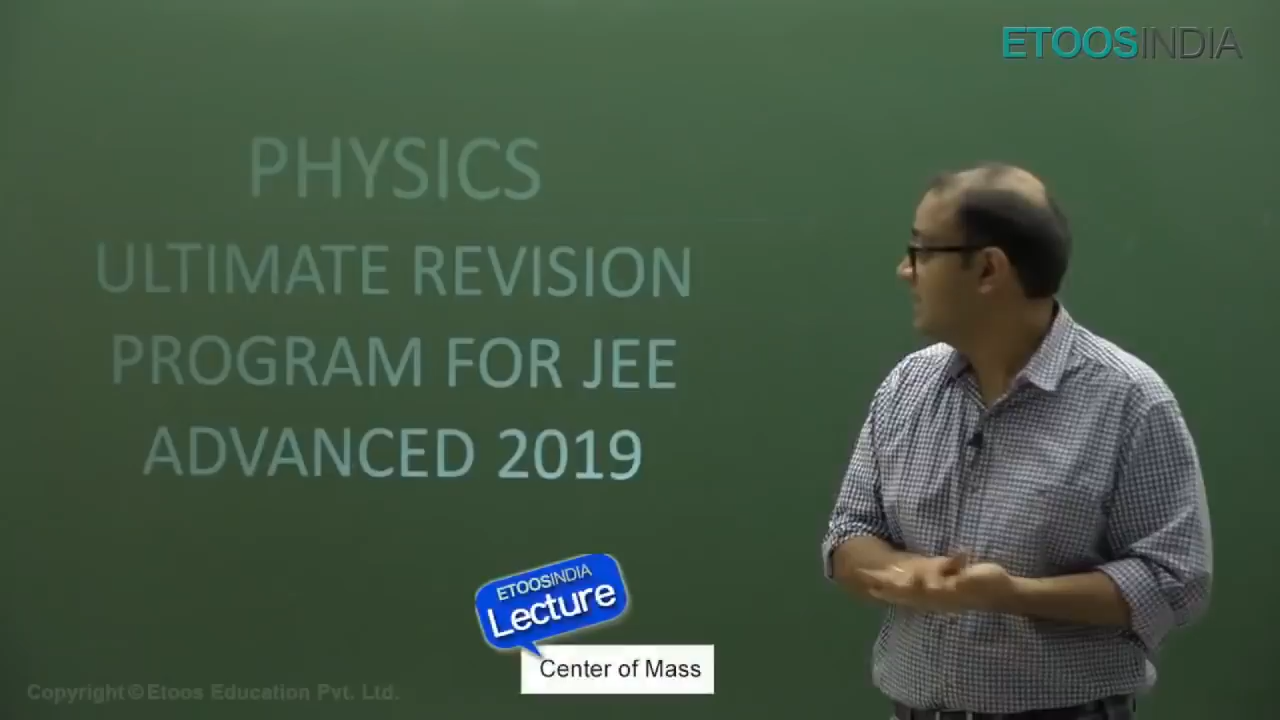 ETOOSINDIA
PHYSICS
ULTIMATE REVISION
PROGRAM FOR JEE
ADVANCED 2019
ETOOSINDIA
Lecture
Center of Mass
Copyright © Etoos Education Pvt. Ltd.